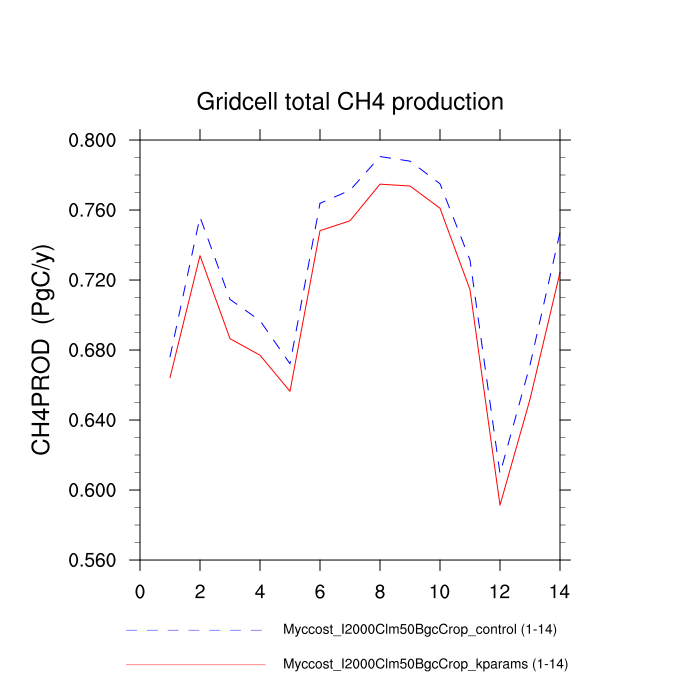 Gridcell total CH4 production
CH4PROD (PgC/y)
0.800
0.760
0.720
0.680
0.640
0.600
0.560
0 2 4 6 8 10 12 14
Myccost_I2000Clm50BgcCrop_control (1-14)
Myccost_I2000Clm50BgcCrop_kparams (1-14)